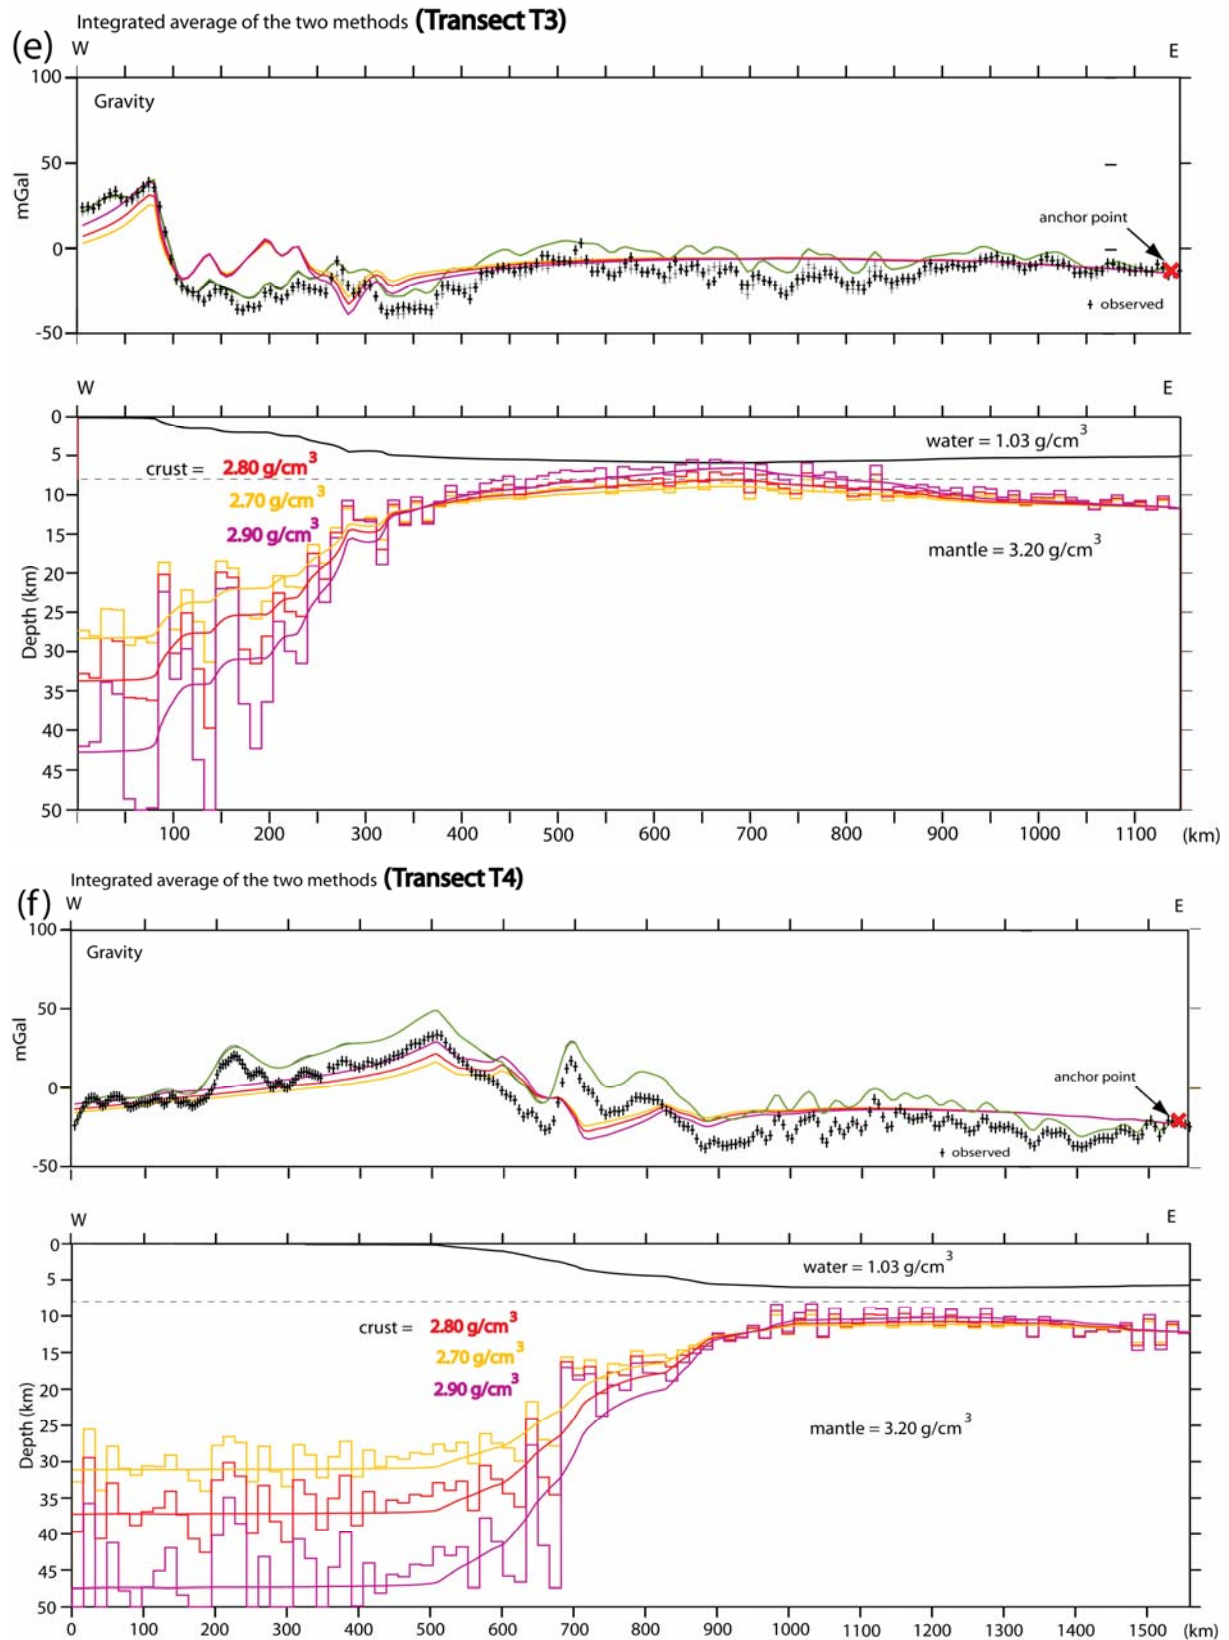 (e) Integrated average of the two methods (Transect T3)
W E
100
Gravity
50
mGal
anchor point
0
observed
-50
W E
0
water = 1.03 g/cm3
5
crust = 2.80 g/cm3
2.70 g/cm3
10
2.90 g/cm3
15
mantle = 3.20 g/cm3
20
Depth (km)
25
30
35
40
45
50
100 200 300 400 500 600 700 800 900 1000 1100 (km)
(f) Integrated average of the two methods (Transect T4)
W E
100
Gravity
50
mGal
anchor point
0
observed
-50
W E
0
water = 1.03 g/cm3
5
10
crust = 2.80 g/cm3
2.70 g/cm3
15
2.90 g/cm3
20
mantle = 3.20 g/cm3
Depth (km)
25
30
35
40
45
50
0 100 200 300 400 500 600 700 800 900 1000 1100 1200 1300 1400 1500 (km)